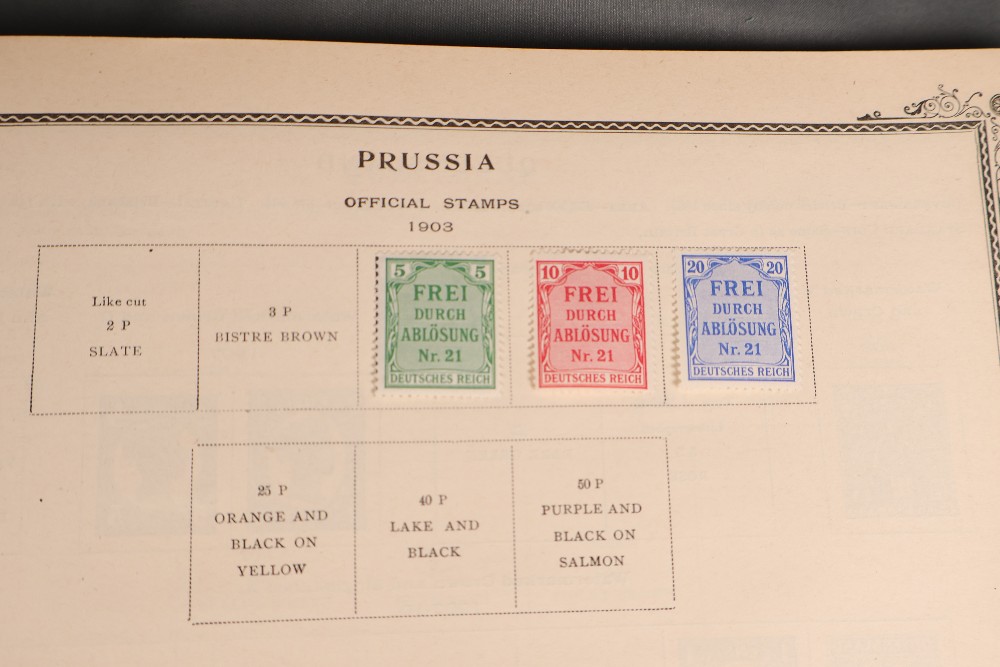 PRUSSIA
OFFICIAL STAMPS
1903
Like cut
2 P
SLATE
3 P
BISTRE BROWN
5 5
FREI
DURCH
ABLÖSUNG
Nr. 21
DEUTSCHES REICH
10 10
FREI
DURCH
ABLÖSUNG
Nr. 21
DEUTSCHES REICH
20 20
FREI
DURCH
ABLÖSUNG
Nr. 21
DEUTSCHES REICH
25 P
ORANGE AND
BLACK ON
YELLOW
40 P
LAKE AND
BLACK
50 P
PURPLE AND
BLACK ON
SALMON